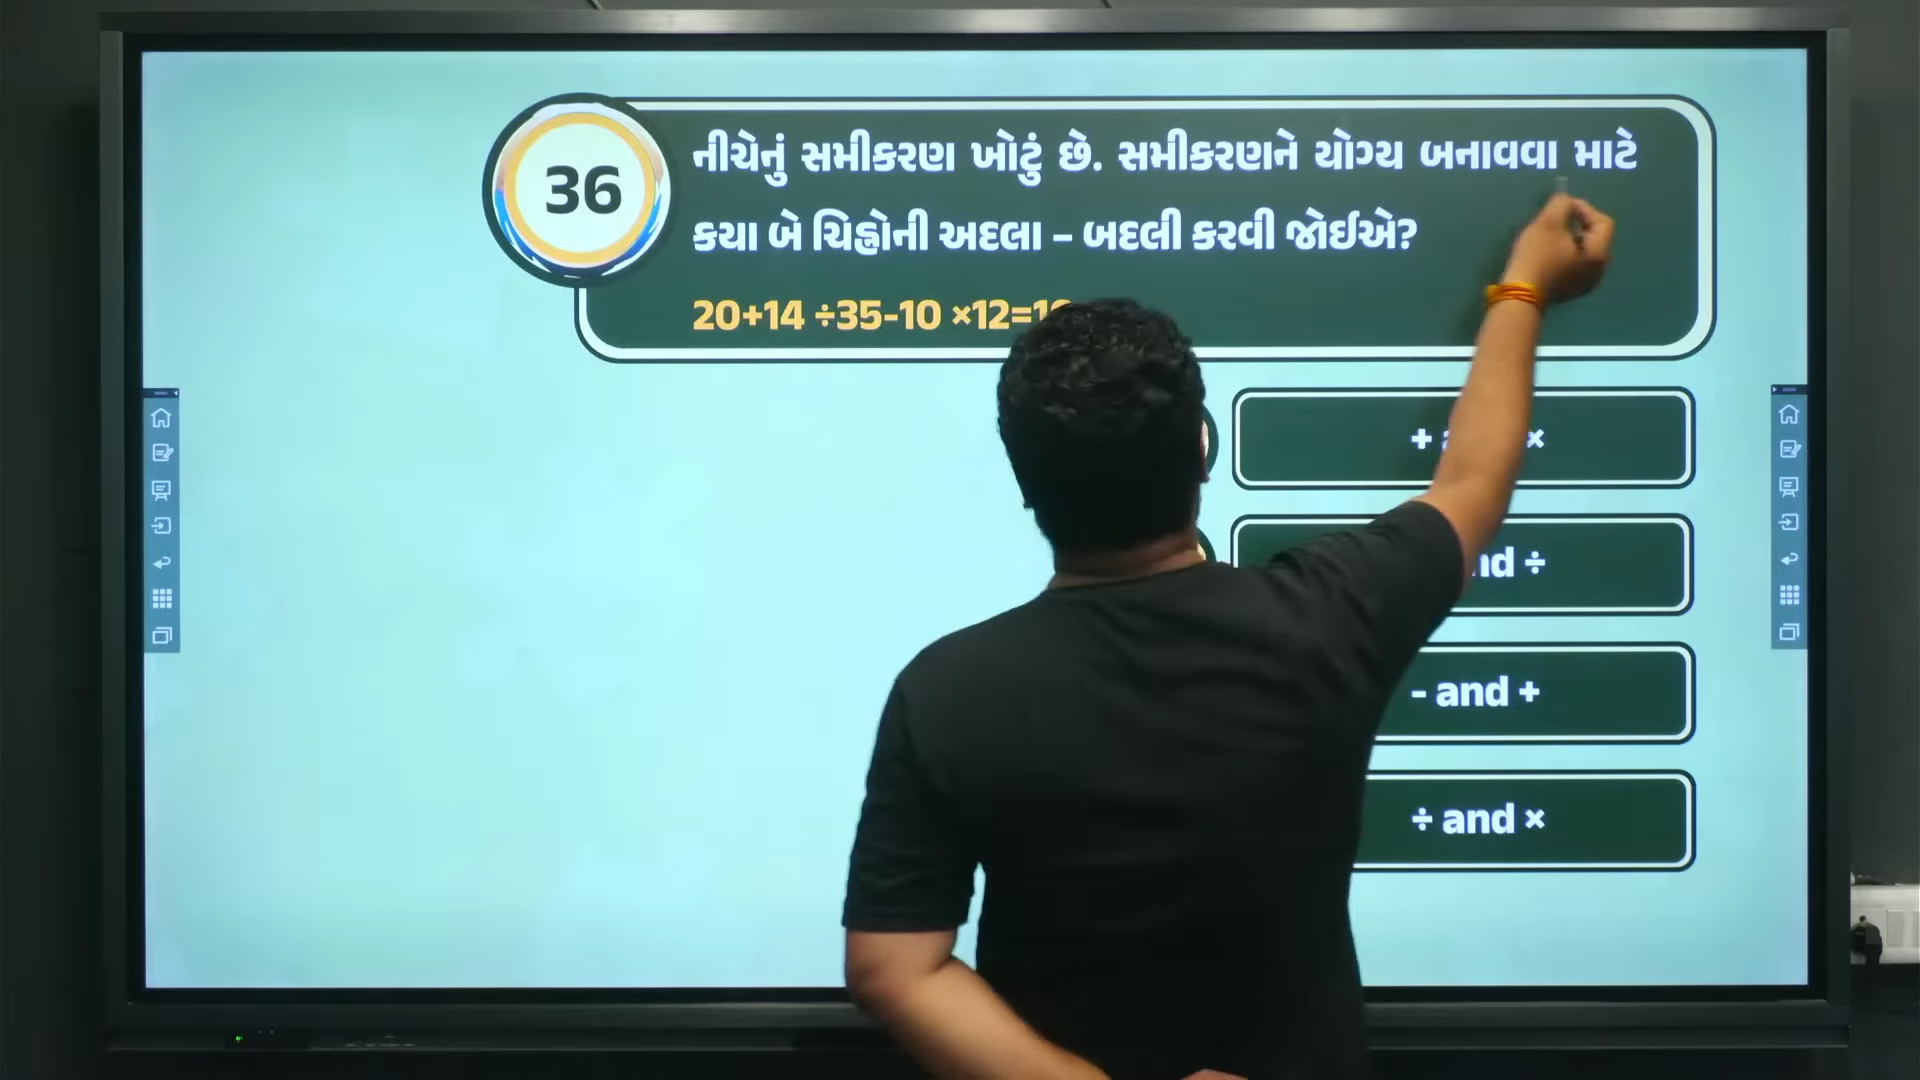 36
નીચેનું સમીકરણ ખોટું છે. સમીકરણને યોગ્ય બનાવવા માટે
કયા બે ચિહ્નોની અદલા – બદલી કરવી જોઈએ?
20+14 ÷35-10 ×12=1
+ ×
÷
- and +
÷ and ×